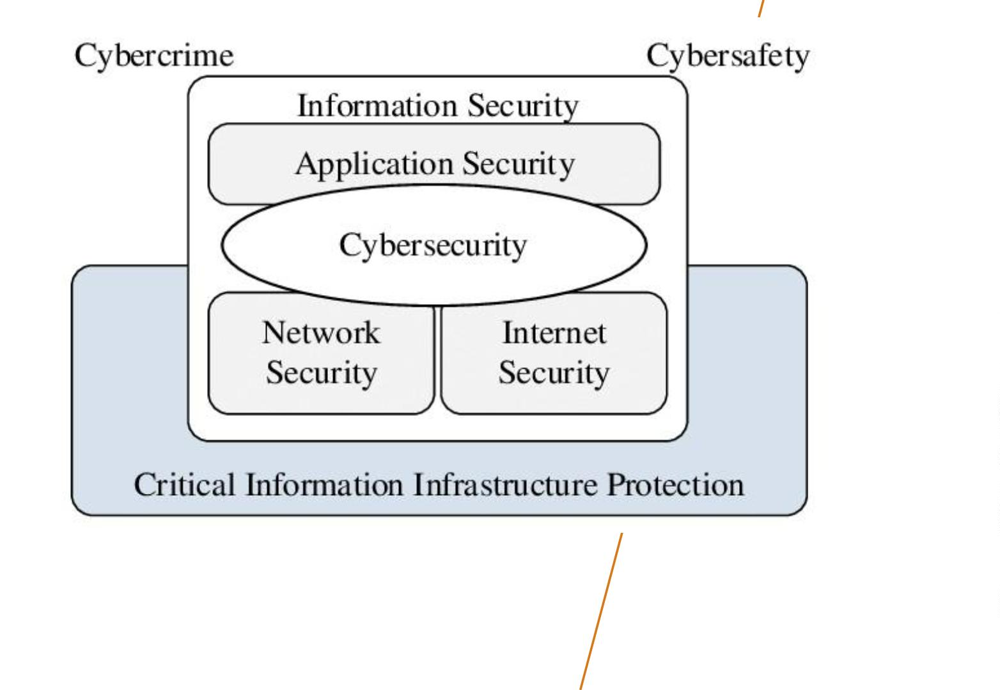 Cybercrime
Cybersafety
Information Security
Application Security
Cybersecurity
Network
Security
Internet
Security
Critical Information Infrastructure Protection